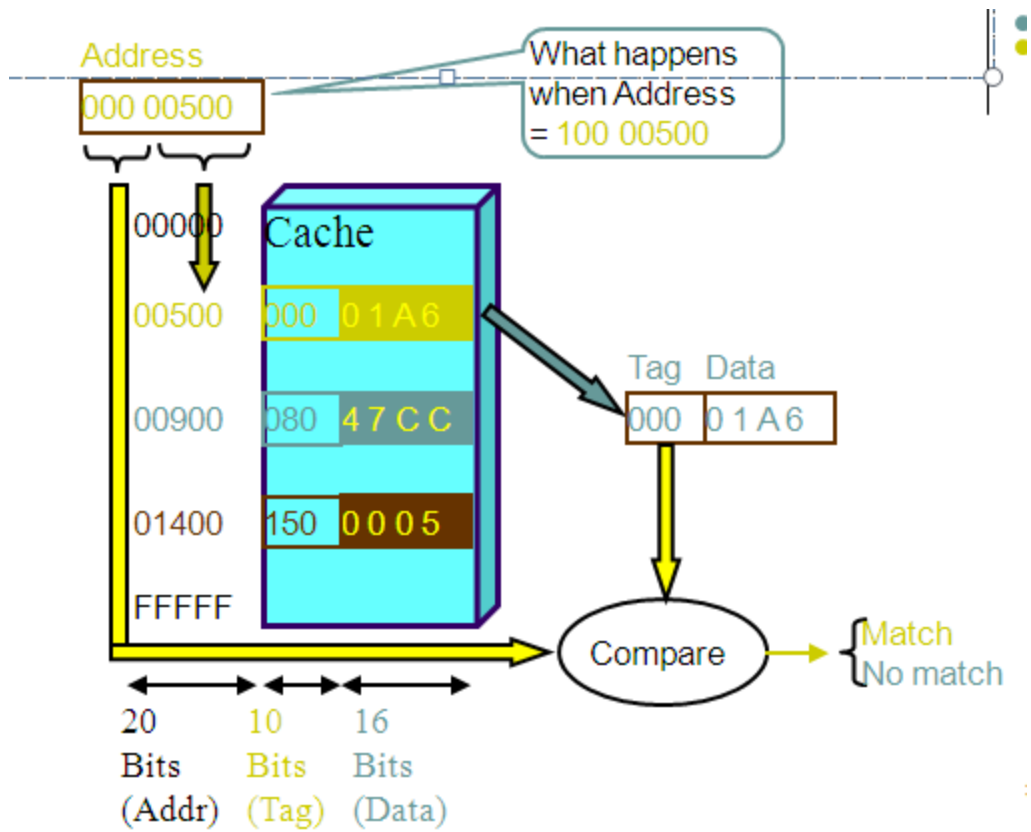 Address
000 00500
What happens
when Address
= 100 00500
00000
Cache
00500 000 0 1 A 6
Tag Data
000 0 1 A 6
00900 080 4 7 C C
01400 150 0 0 0 5
FFFFF
Compare
Match
No match
20
Bits
(Addr)
10
Bits
(Tag)
16
Bits
(Data)